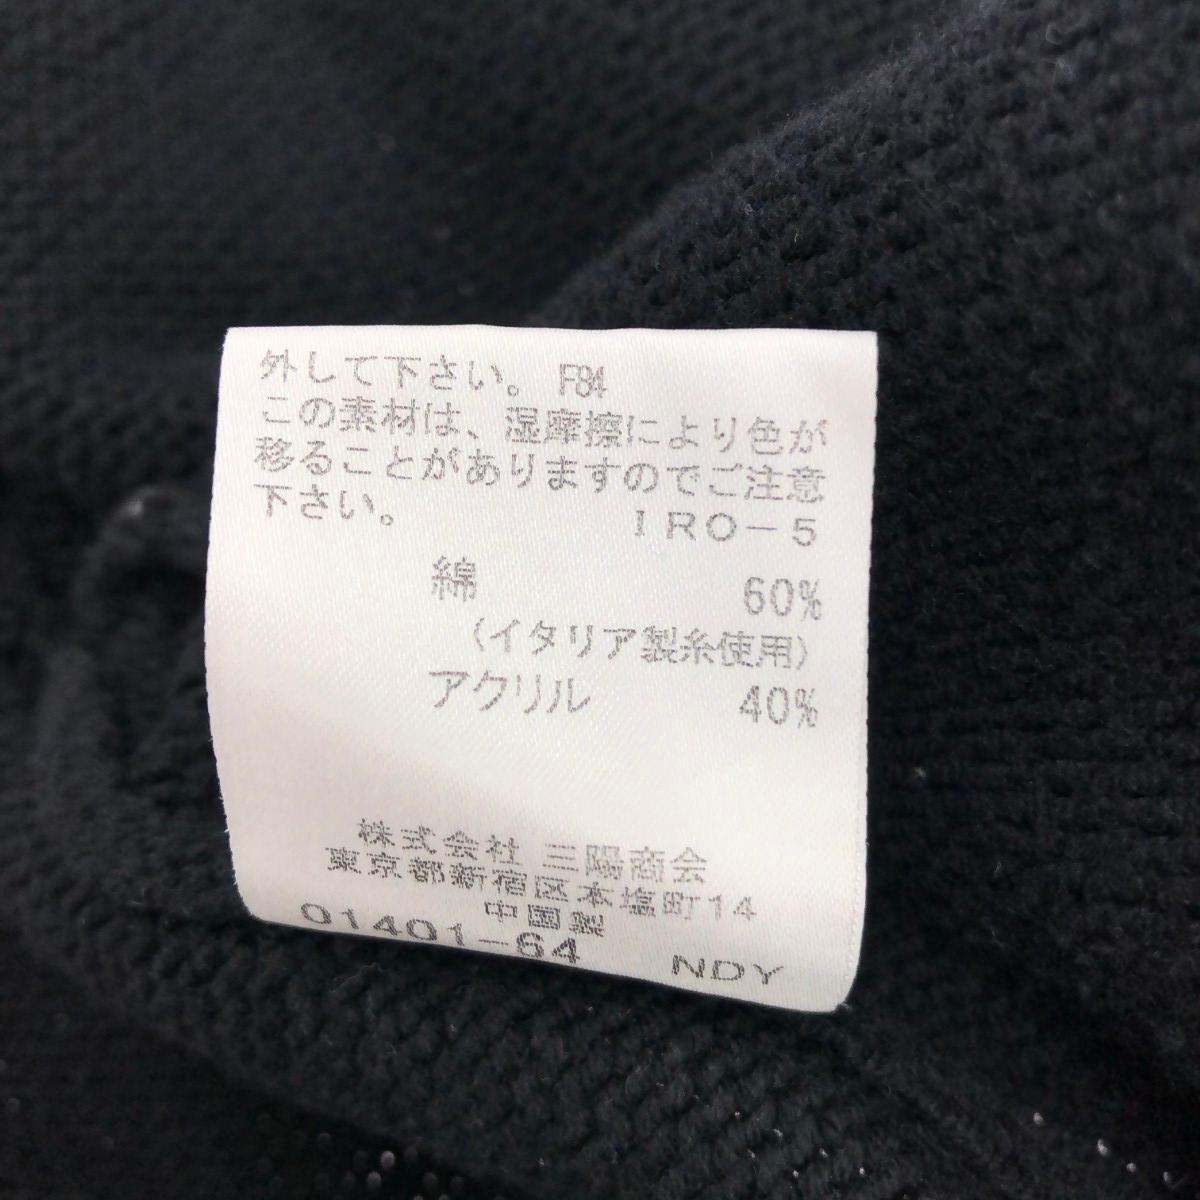 外して下さい。 F84
この素材は、湿摩擦により色が
移ることがありますのでご注意
下さい。 IRO-5
綿 60%
(イタリア製糸使用)
アクリル 40%
株式会社 三陽商会
東京都新宿区本塩町14
中国製
01401-64 NDY